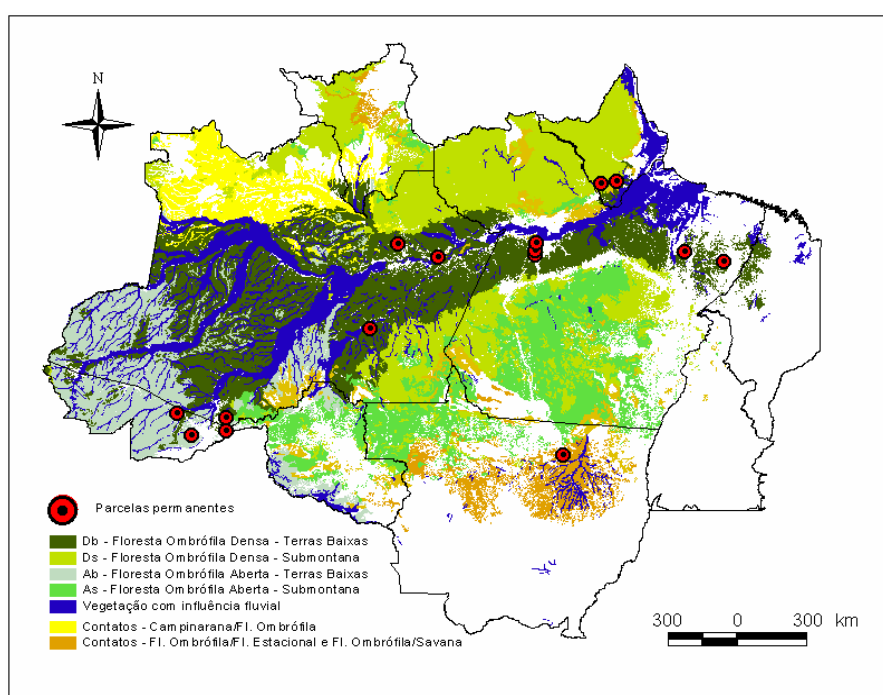 N
Parcelas permanentes
Db - Floresta Ombrófila Densa - Terras Baixas
Ds - Floresta Ombrófila Densa - Submontana
Ab - Floresta Ombrófila Aberta - Terras Baixas
As - Floresta Ombrófila Aberta - Submontana
Vegetação com influência fluvial
Contatos - Campinarana/Fl. Ombrófila
Contatos - Fl. Ombrófila/Fl. Estacional e Fl. Ombrófila/Savana
300 0 300 km